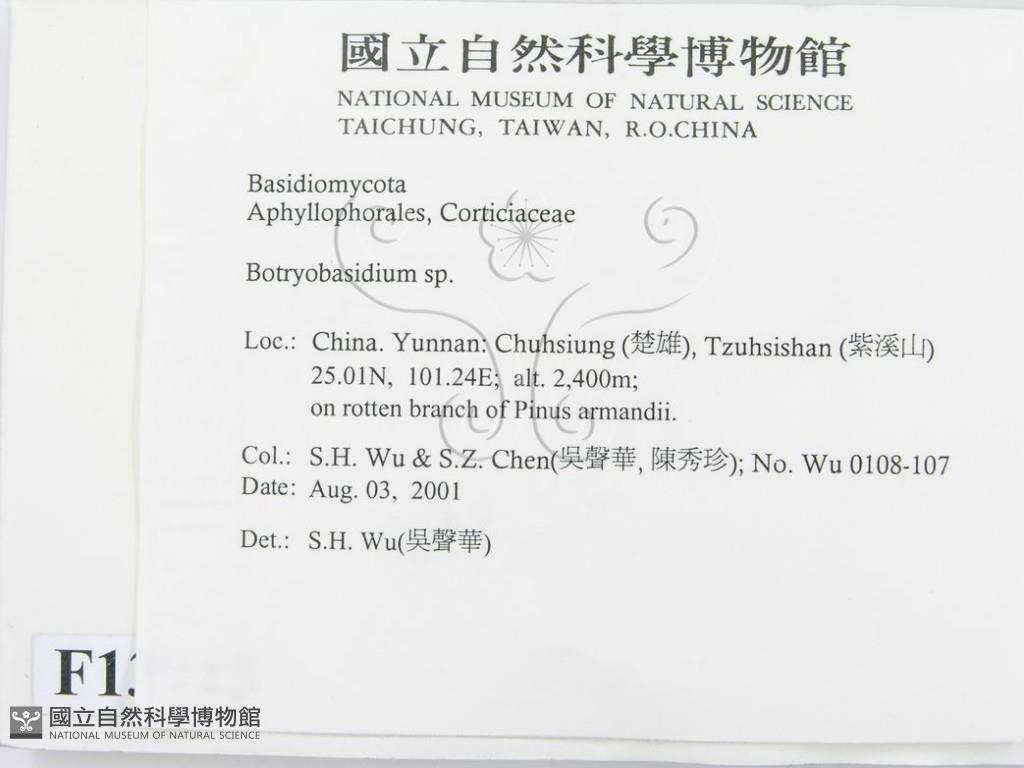 國立自然科學博物館
NATIONAL MUSEUM OF NATURAL SCIENCE
TAICHUNG, TAIWAN, R.O.CHINA
Basidiomycota
Aphyllophorales, Corticiaceae
Botryobasidium sp.
Loc.: China. Yunnan: Chuhsiung (楚雄), Tzuhsishan (紫溪山)
25.01N, 101.24E; alt. 2,400m;
on rotten branch of Pinus armandii.
Col.: S.H. Wu & S.Z. Chen(吳聲華, 陳秀珍); No. Wu 0108-107
Date: Aug. 03, 2001
Det.: S.H. Wu(吳聲華)
國立自然科學博物館
NATIONAL MUSEUM OF NATURAL SCIENCE